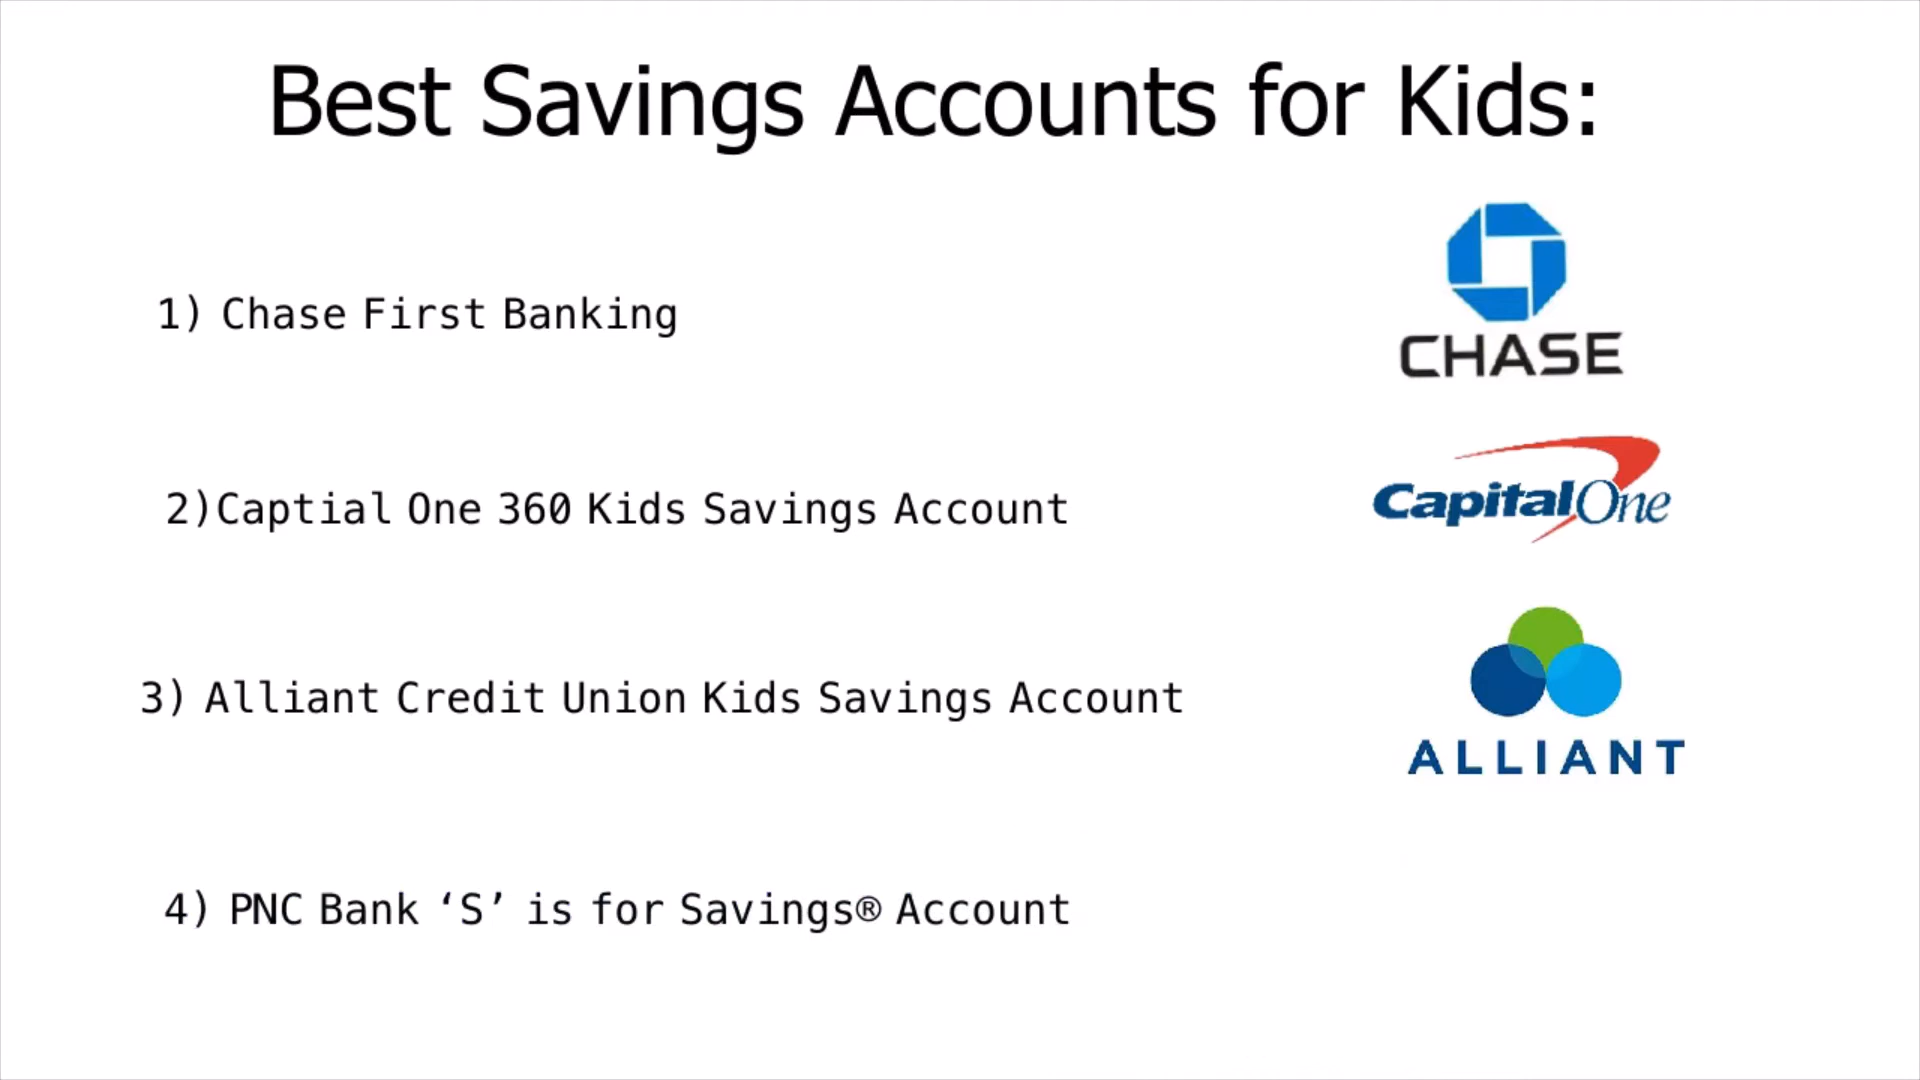 Best Savings Accounts for Kids:
1) Chase First Banking
CHASE
2)Captial One 360 Kids Savings Account
CapitalOne
3) Alliant Credit Union Kids Savings Account
ALLIANT
4) PNC Bank ‘S’ is for Savings® Account